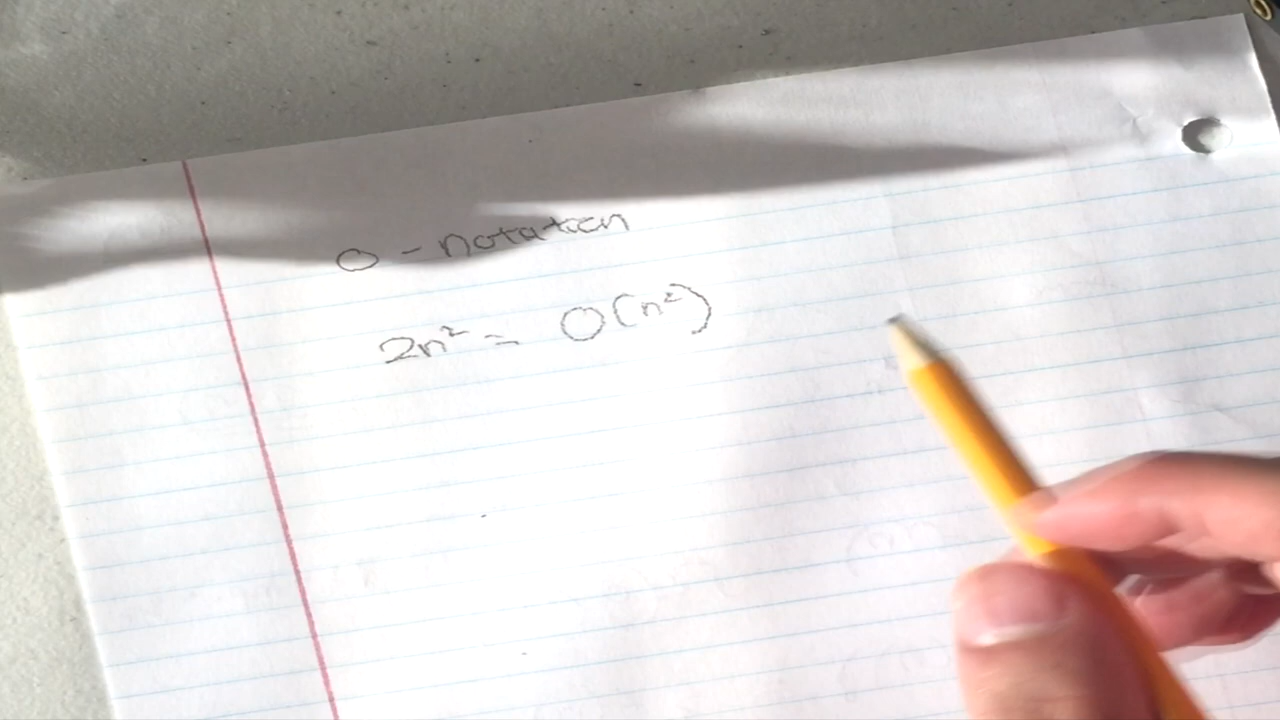 O - notation
2n² = O(n²)